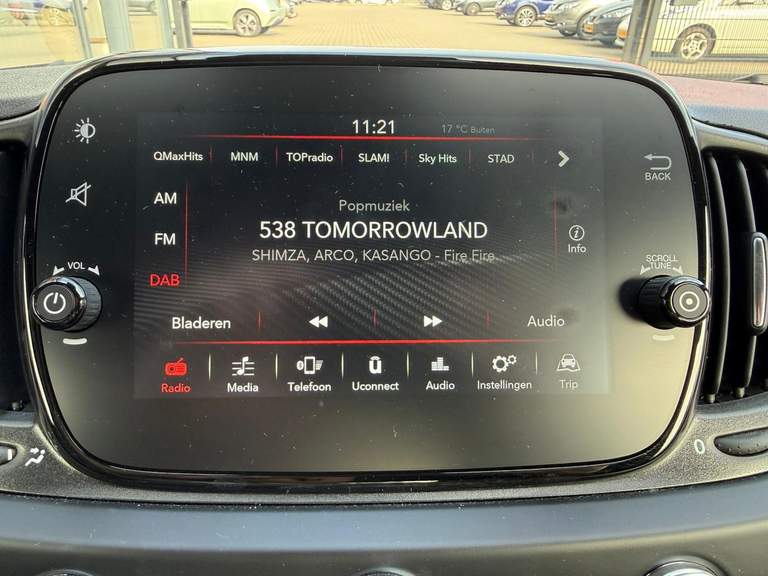 11:21 17 °C Buiten
QMaxHits MNM TOPradio SLAM! Sky Hits STAD
BACK
AM
Popmuziek
538 TOMORROWLAND
FM
Info
SHIMZA, ARCO, KASANGO - Fire Fire
VOL
SCROLL
TUNE
DAB
Bladeren Audio
Radio Media Telefoon Uconnect Audio Instellingen Trip
0